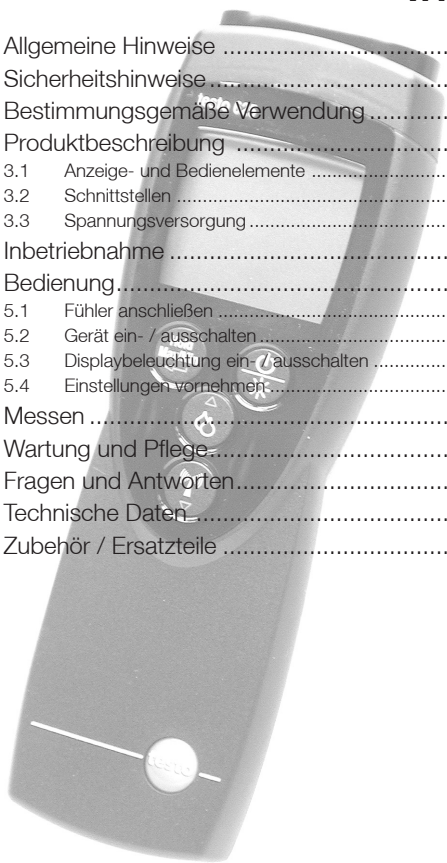 Allgemeine Hinweise ..............................
Sicherheitshinweise ..............................
Bestimmungsgemäße Verwendung ...........
Produktbeschreibung ..............................
3.1 Anzeige- und Bedienelemente ..............................
3.2 Schnittstellen ..............................
3.3 Spannungsversorgung ..............................
Inbetriebnahme ..............................
Bedienung ..............................
5.1 Fühler anschließen ..............................
5.2 Gerät ein- / ausschalten ..............................
5.3 Displaybeleuchtung ein- / ausschalten ..................
5.4 Einstellungen vornehmen ..............................
Messen ..............................
Wartung und Pflege ..............................
Fragen und Antworten ..............................
Technische Daten ..............................
Zubehör / Ersatzteile ..............................
testo